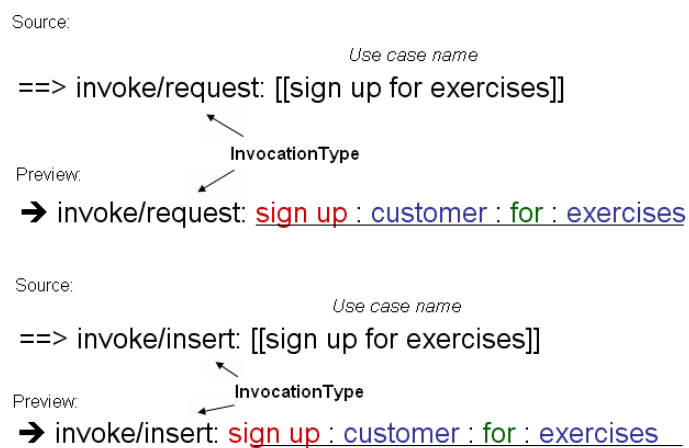 Source:
Use case name
==> invoke/request: [[sign up for exercises]]
InvocationType
Preview:
➔ invoke/request: sign up : customer : for : exercises
Source:
Use case name
==> invoke/insert: [[sign up for exercises]]
InvocationType
Preview:
➔ invoke/insert: sign up : customer : for : exercises